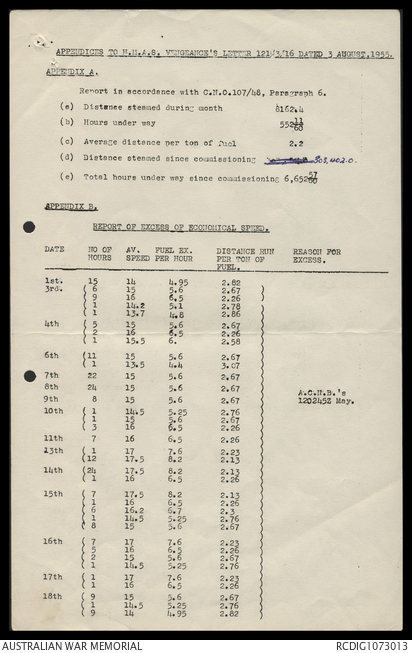 APPENDICES TO H.M.A.S. VENGEANCE'S LETTER 121/3/16 DATED 3 AUGUST, 1955.
APPENDIX A.
Report in accordance with C.N.O.107/48, Paragraph 6.
(a) Distance steamed during month 8162.4
(b) Hours under way 552 11/60
(c) Average distance per ton of fuel 2.2
(d) Distance steamed since commissioning
(e) Total hours under way since commissioning 6,652 57/60
APPENDIX B.
REPORT OF EXCESS OF ECONOMICAL SPEED.
DATE NO OF HOURS AV. SPEED FUEL EX. PER HOUR DISTANCE RUN PER TON OF FUEL. REASON FOR EXCESS.
1st. 15 14 4.95 2.82
3rd. ( 6 15 5.6 2.67
( 9 16 6.5 2.26
( 1 14.2 5.1 2.78
( 1 13.7 4.8 2.86
4th ( 5 15 5.6 2.67
( 2 16 6.5 2.26
( 1 15.5 6. 2.58
6th (11 15 5.6 2.67
( 1 13.5 4.4 3.07
7th 22 15 5.6 2.67
8th 24 15 5.6 2.67
9th 8 15 5.6 2.67 A.C.N.B.'s 120245Z May.
10th ( 1 14.5 5.25 2.76
( 1 15 5.6 2.67
( 3 16 6.5 2.26
11th 7 16 6.5 2.26
13th ( 1 17 7.6 2.23
(12 17.5 8.2 2.13
14th (24 17.5 8.2 2.13
( 1 16 6.5 2.26
15th ( 7 17.5 8.2 2.13
( 1 16 6.5 2.26
( 6 16.2 6.7 2.3
( 1 14.5 5.25 2.76
( 8 15 5.6 2.67
16th ( 7 17 7.6 2.23
( 5 16 6.5 2.26
( 2 15 5.6 2.67
( 1 14.5 5.25 2.76
17th ( 1 17 7.6 2.23
( 1 16 6.5 2.26
18th ( 9 15 5.6 2.67
( 1 14.5 5.25 2.76
( 9 14 4.95 2.82
AUSTRALIAN WAR MEMORIAL RCDIG1073013